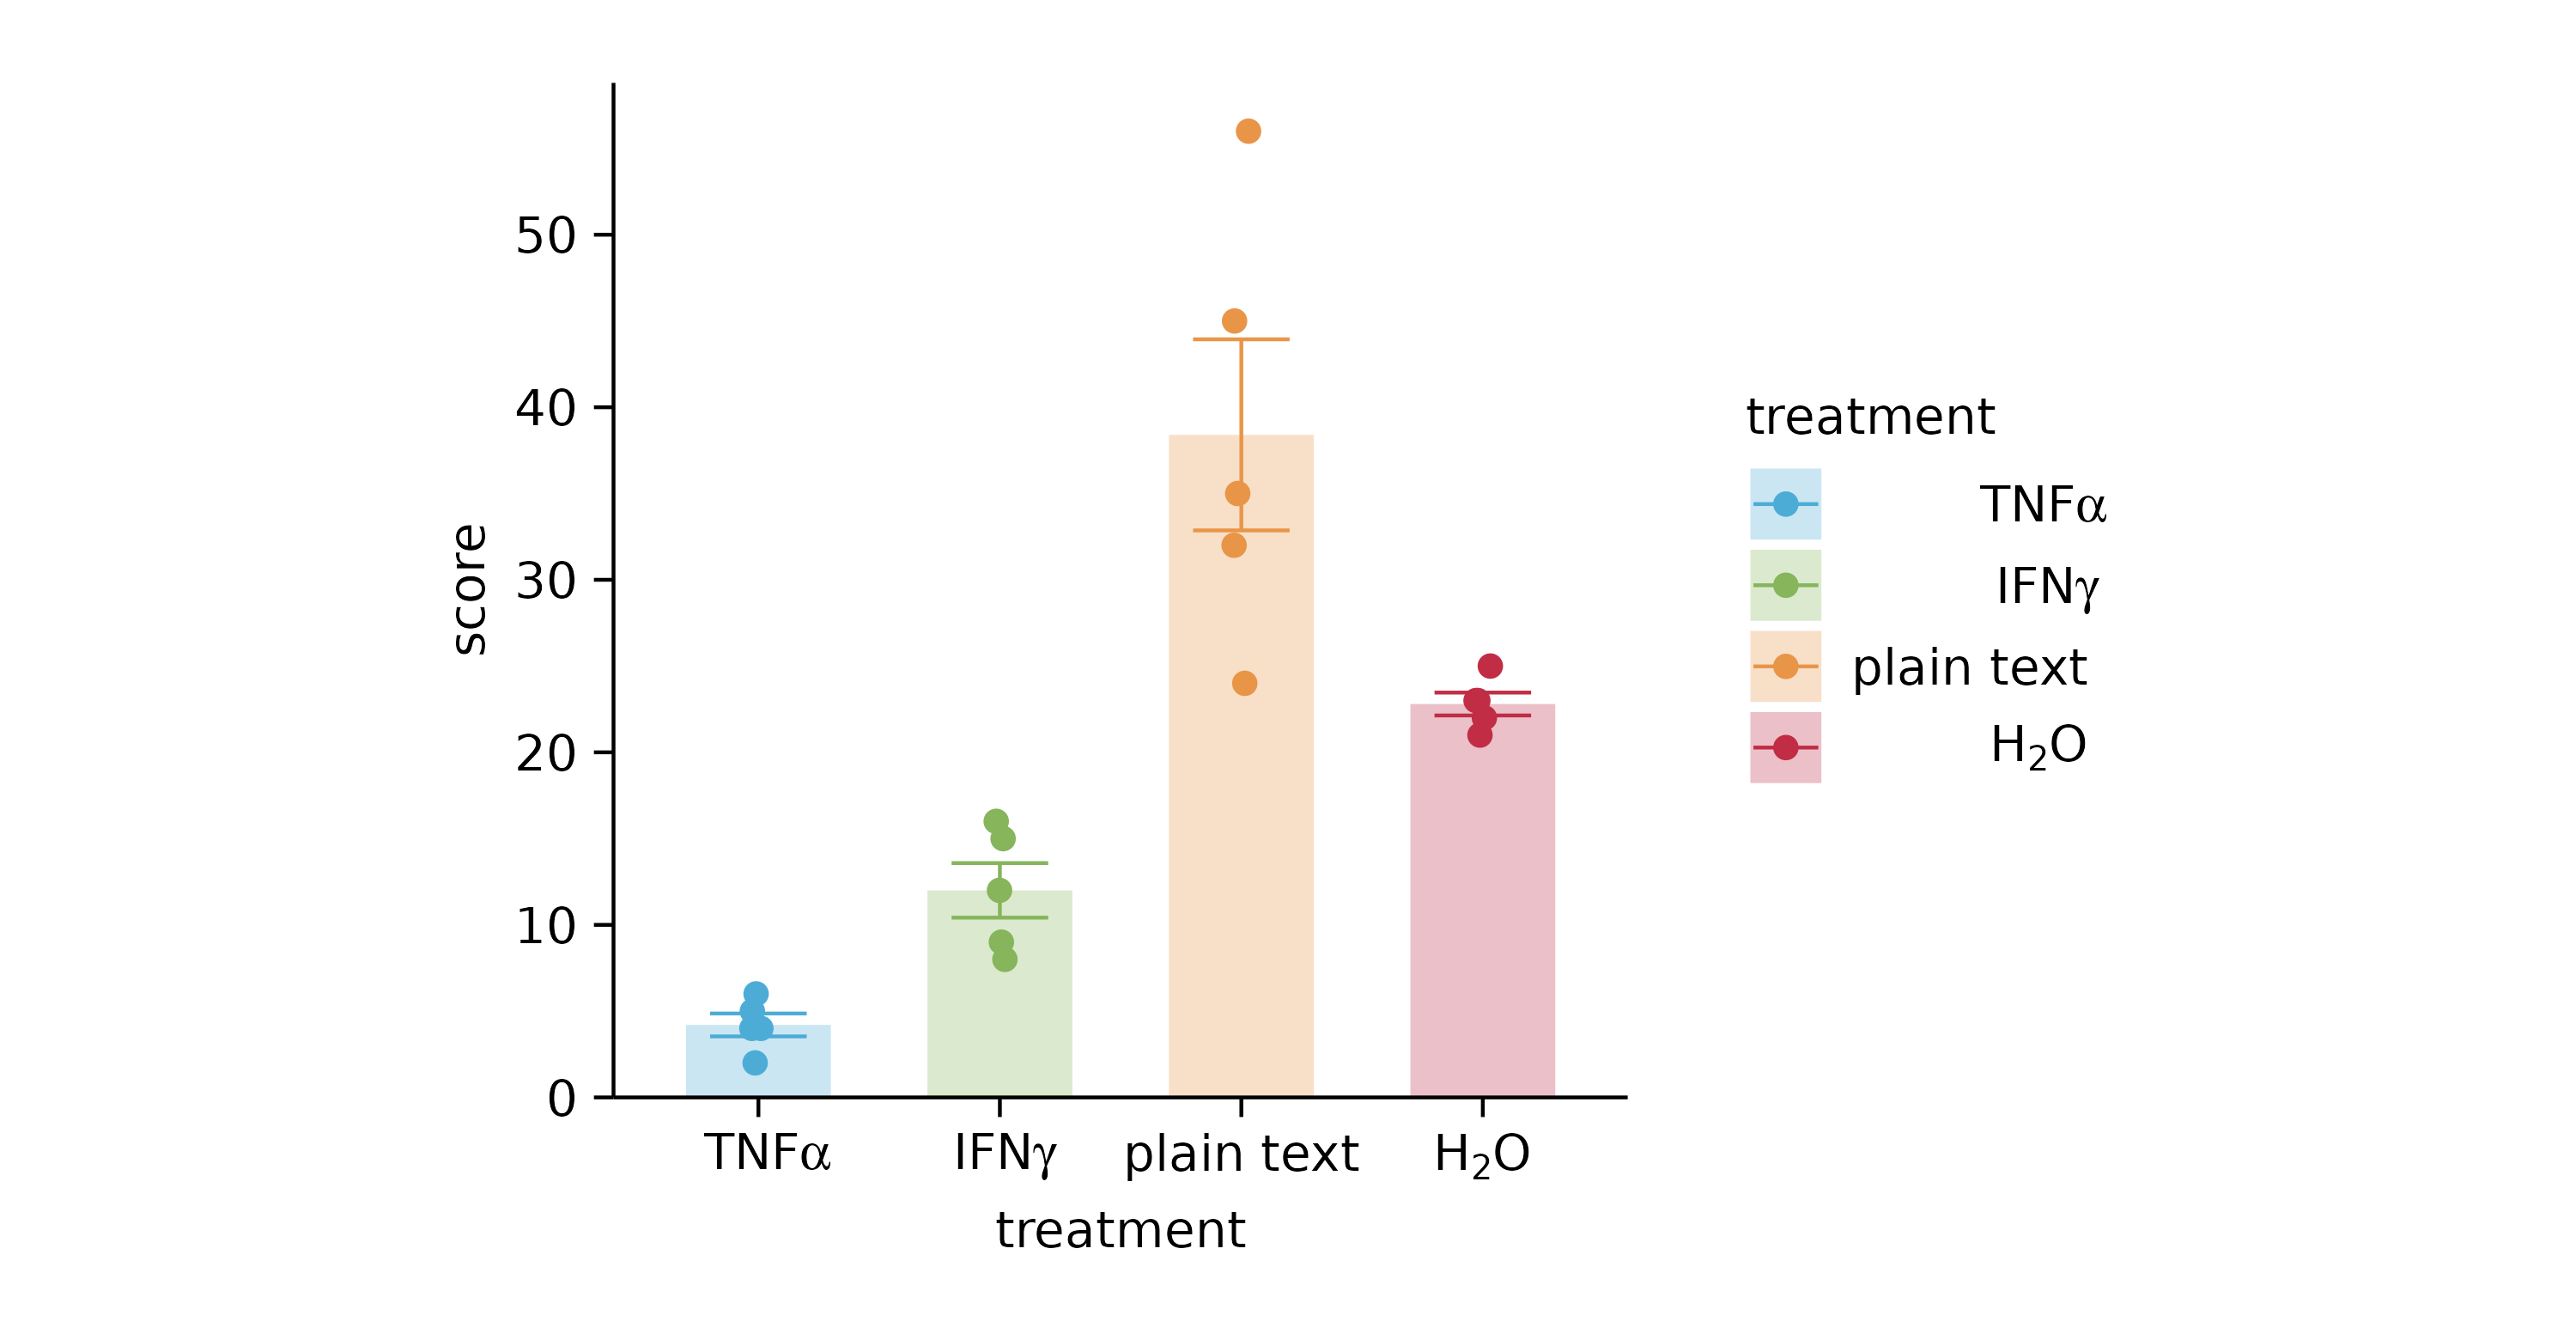 50
40
30
20
10
0
score
TNFα
IFNγ
plain text
H₂O
treatment
treatment
TNFα
IFNγ
plain text
H₂O